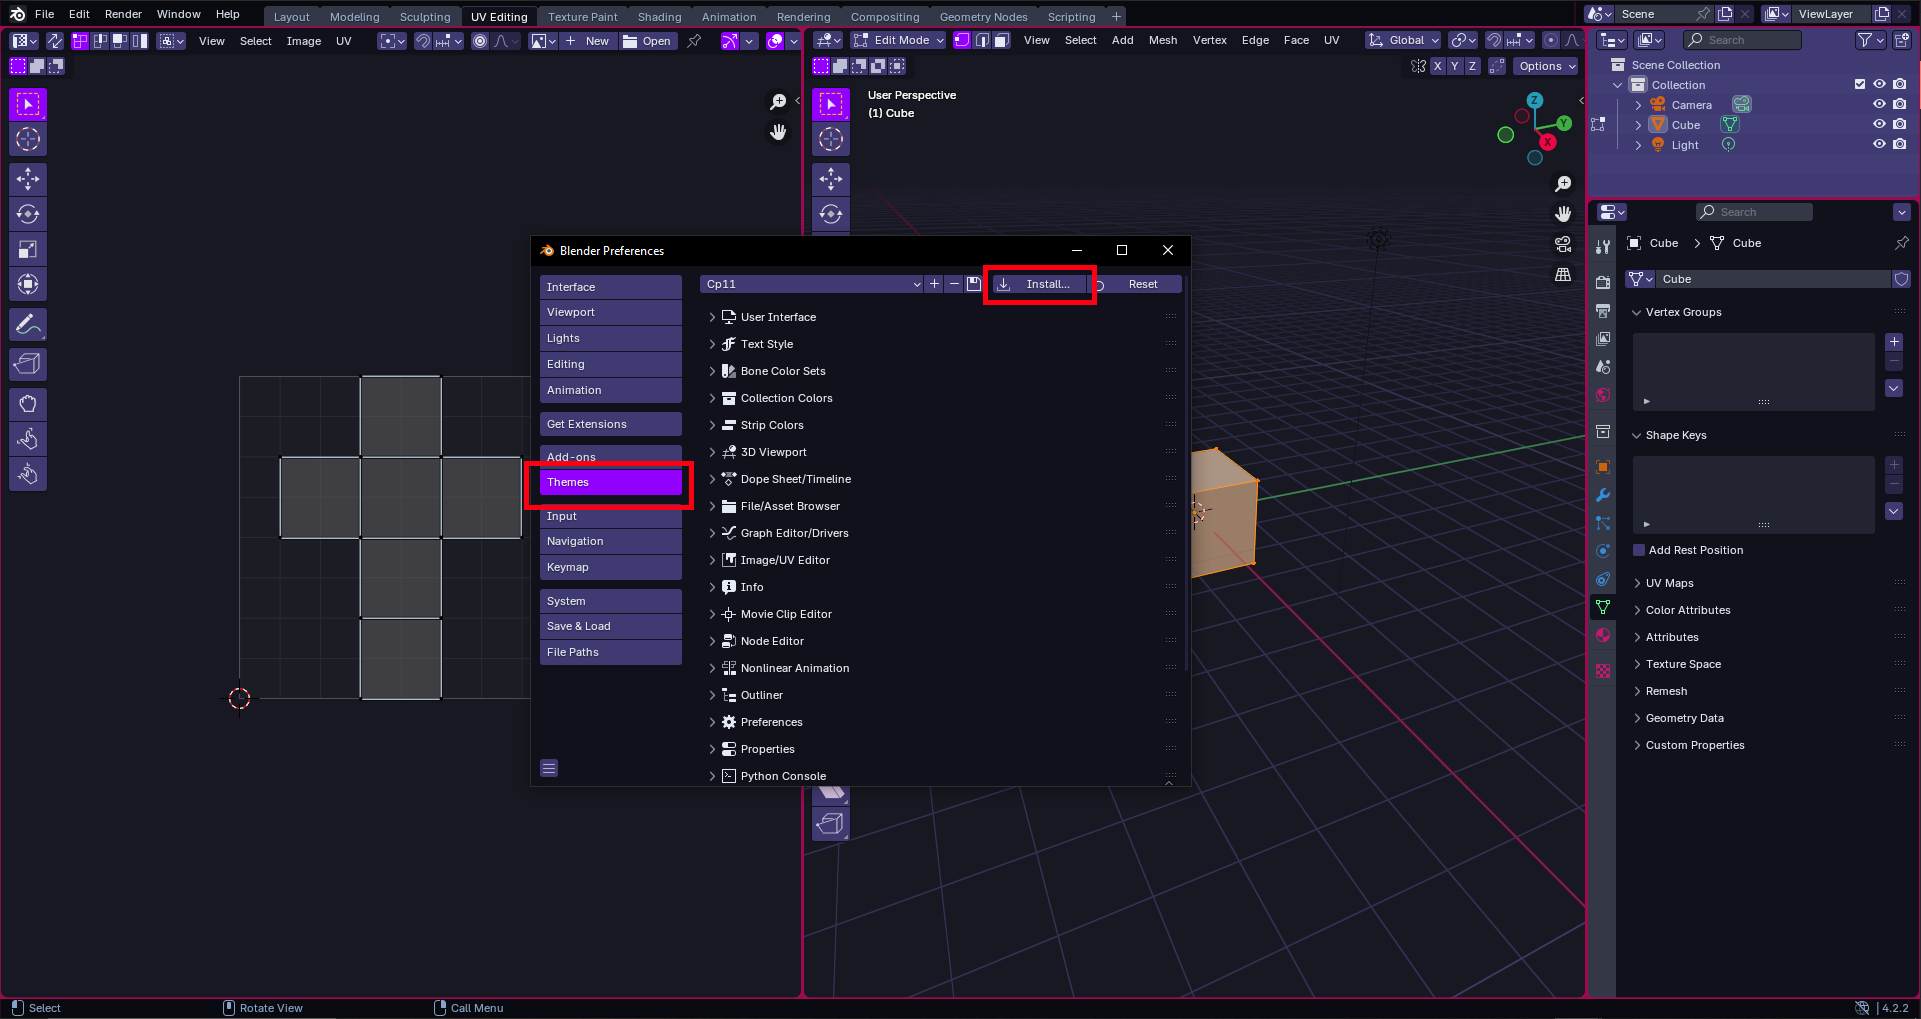 File Edit Render Window Help Layout Modeling Sculpting UV Editing Texture Paint Shading Animation Rendering Compositing Geometry Nodes Scripting + Scene ViewLayer
View Select Image UV New Open Edit Mode View Select Add Mesh Vertex Edge Face UV Global Search
X Y Z Options
Scene Collection
Collection
Camera
Cube
Light
User Perspective
(1) Cube
Z
Y
X
Search
Cube Cube
Cube
Vertex Groups
Shape Keys
Add Rest Position
UV Maps
Color Attributes
Attributes
Texture Space
Remesh
Geometry Data
Custom Properties
Blender Preferences
Interface
Viewport
Lights
Editing
Animation
Get Extensions
Add-ons
Themes
Input
Navigation
Keymap
System
Save & Load
File Paths
Cp11 Install... Reset
User Interface
Text Style
Bone Color Sets
Collection Colors
Strip Colors
3D Viewport
Dope Sheet/Timeline
File/Asset Browser
Graph Editor/Drivers
Image/UV Editor
Info
Movie Clip Editor
Node Editor
Nonlinear Animation
Outliner
Preferences
Properties
Python Console
Select Rotate View Call Menu 4.2.2